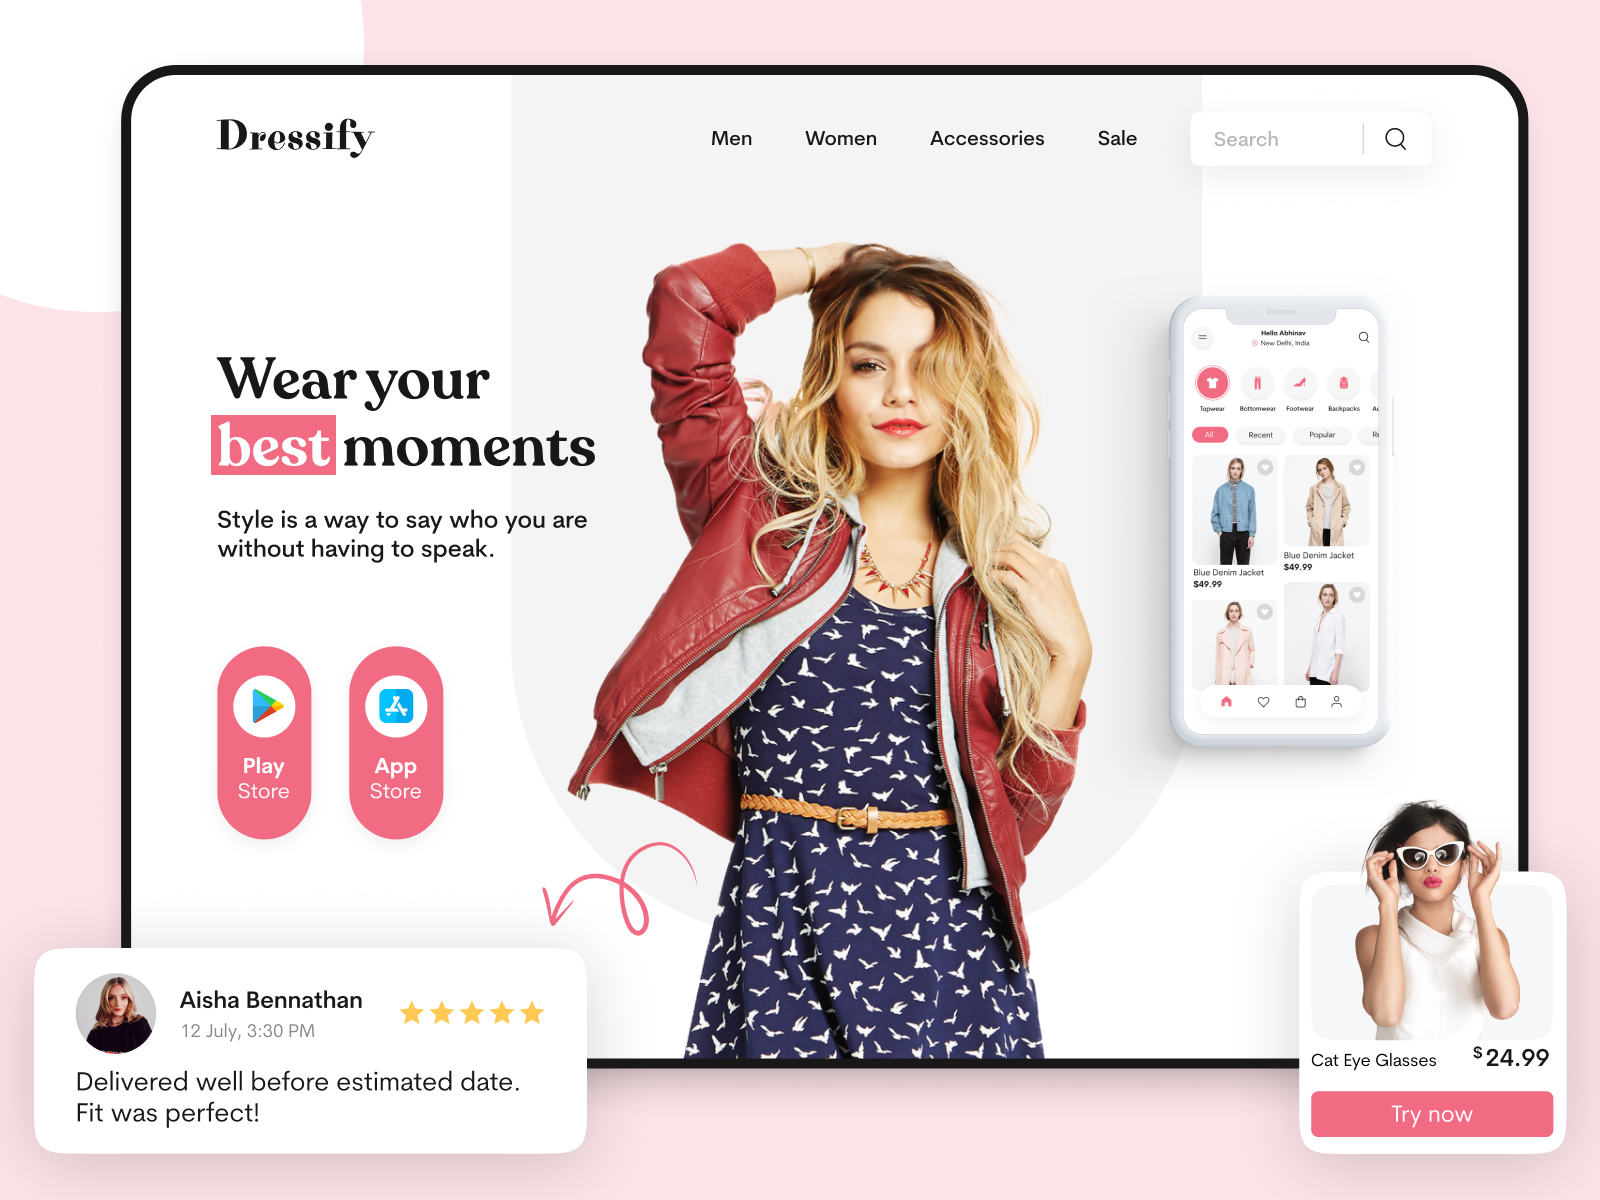 Dressify
Men Women Accessories Sale
Search
Wear your
best moments
Style is a way to say who you are
without having to speak.
Play
Store
App
Store
Hello Abhinav
New Delhi, India
Topwear Bottomwear Footwear Backpacks Ac
All Recent Popular Re
Blue Denim Jacket
$49.99
Blue Denim Jacket
$49.99
Aisha Bennathan
12 July, 3:30 PM
Delivered well before estimated date.
Fit was perfect!
Cat Eye Glasses $24.99
Try now